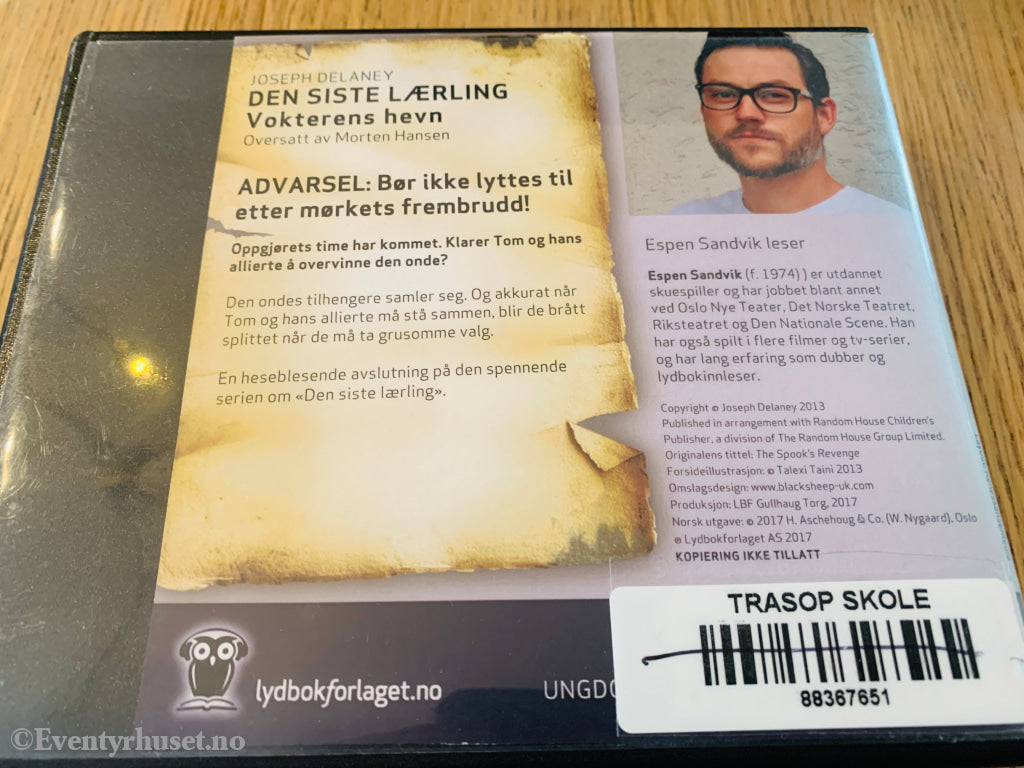 JOSEPH DELANEY
DEN SISTE LÆRLING
Vokterens hevn
Oversatt av Morten Hansen
ADVARSEL: Bør ikke lyttes til
etter mørkets frembrudd!
Oppgjørets time har kommet. Klarer Tom og hans
allierte å overvinne den onde?
Den ondes tilhengere samler seg. Og akkurat når
Tom og hans allierte må stå sammen, blir de brått
splittet når de må ta grusomme valg.
En heseblesende avslutning på den spennende
serien om «Den siste lærling».
Espen Sandvik leser
Espen Sandvik (f. 1974) ) er utdannet
skuespiller og har jobbet blant annet
ved Oslo Nye Teater, Det Norske Teatret,
Riksteatret og Den Nationale Scene. Han
har også spilt i flere filmer og tv-serier,
og har lang erfaring som dubber og
lydbokinnleser.
Copyright © Joseph Delaney 2013
Published in arrangement with Random House Children's
Publisher, a division of The Random House Group Limited.
Originalens tittel: The Spook's Revenge
Forsideillustrasjon: © Talexi Taini 2013
Omslagsdesign: www.blacksheep-uk.com
Produksjon: LBF Gullhaug Torg, 2017
Norsk utgave: © 2017 H. Aschehoug & Co. (W. Nygaard), Oslo
℗ Lydbokforlaget AS 2017
KOPIERING IKKE TILLATT
TRASOP SKOLE
88367651
lydbokforlaget.no
UNGDO
©Eventyrhuset.no